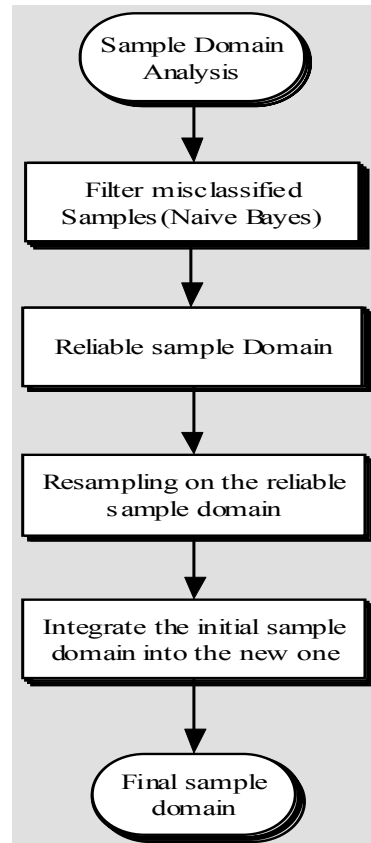 Sample Domain
Analysis
Filter misclassified
Samples(Naive Bayes)
Reliable sample Domain
Resampling on the reliable
sample domain
Integrate the initial sample
domain into the new one
Final sample
domain